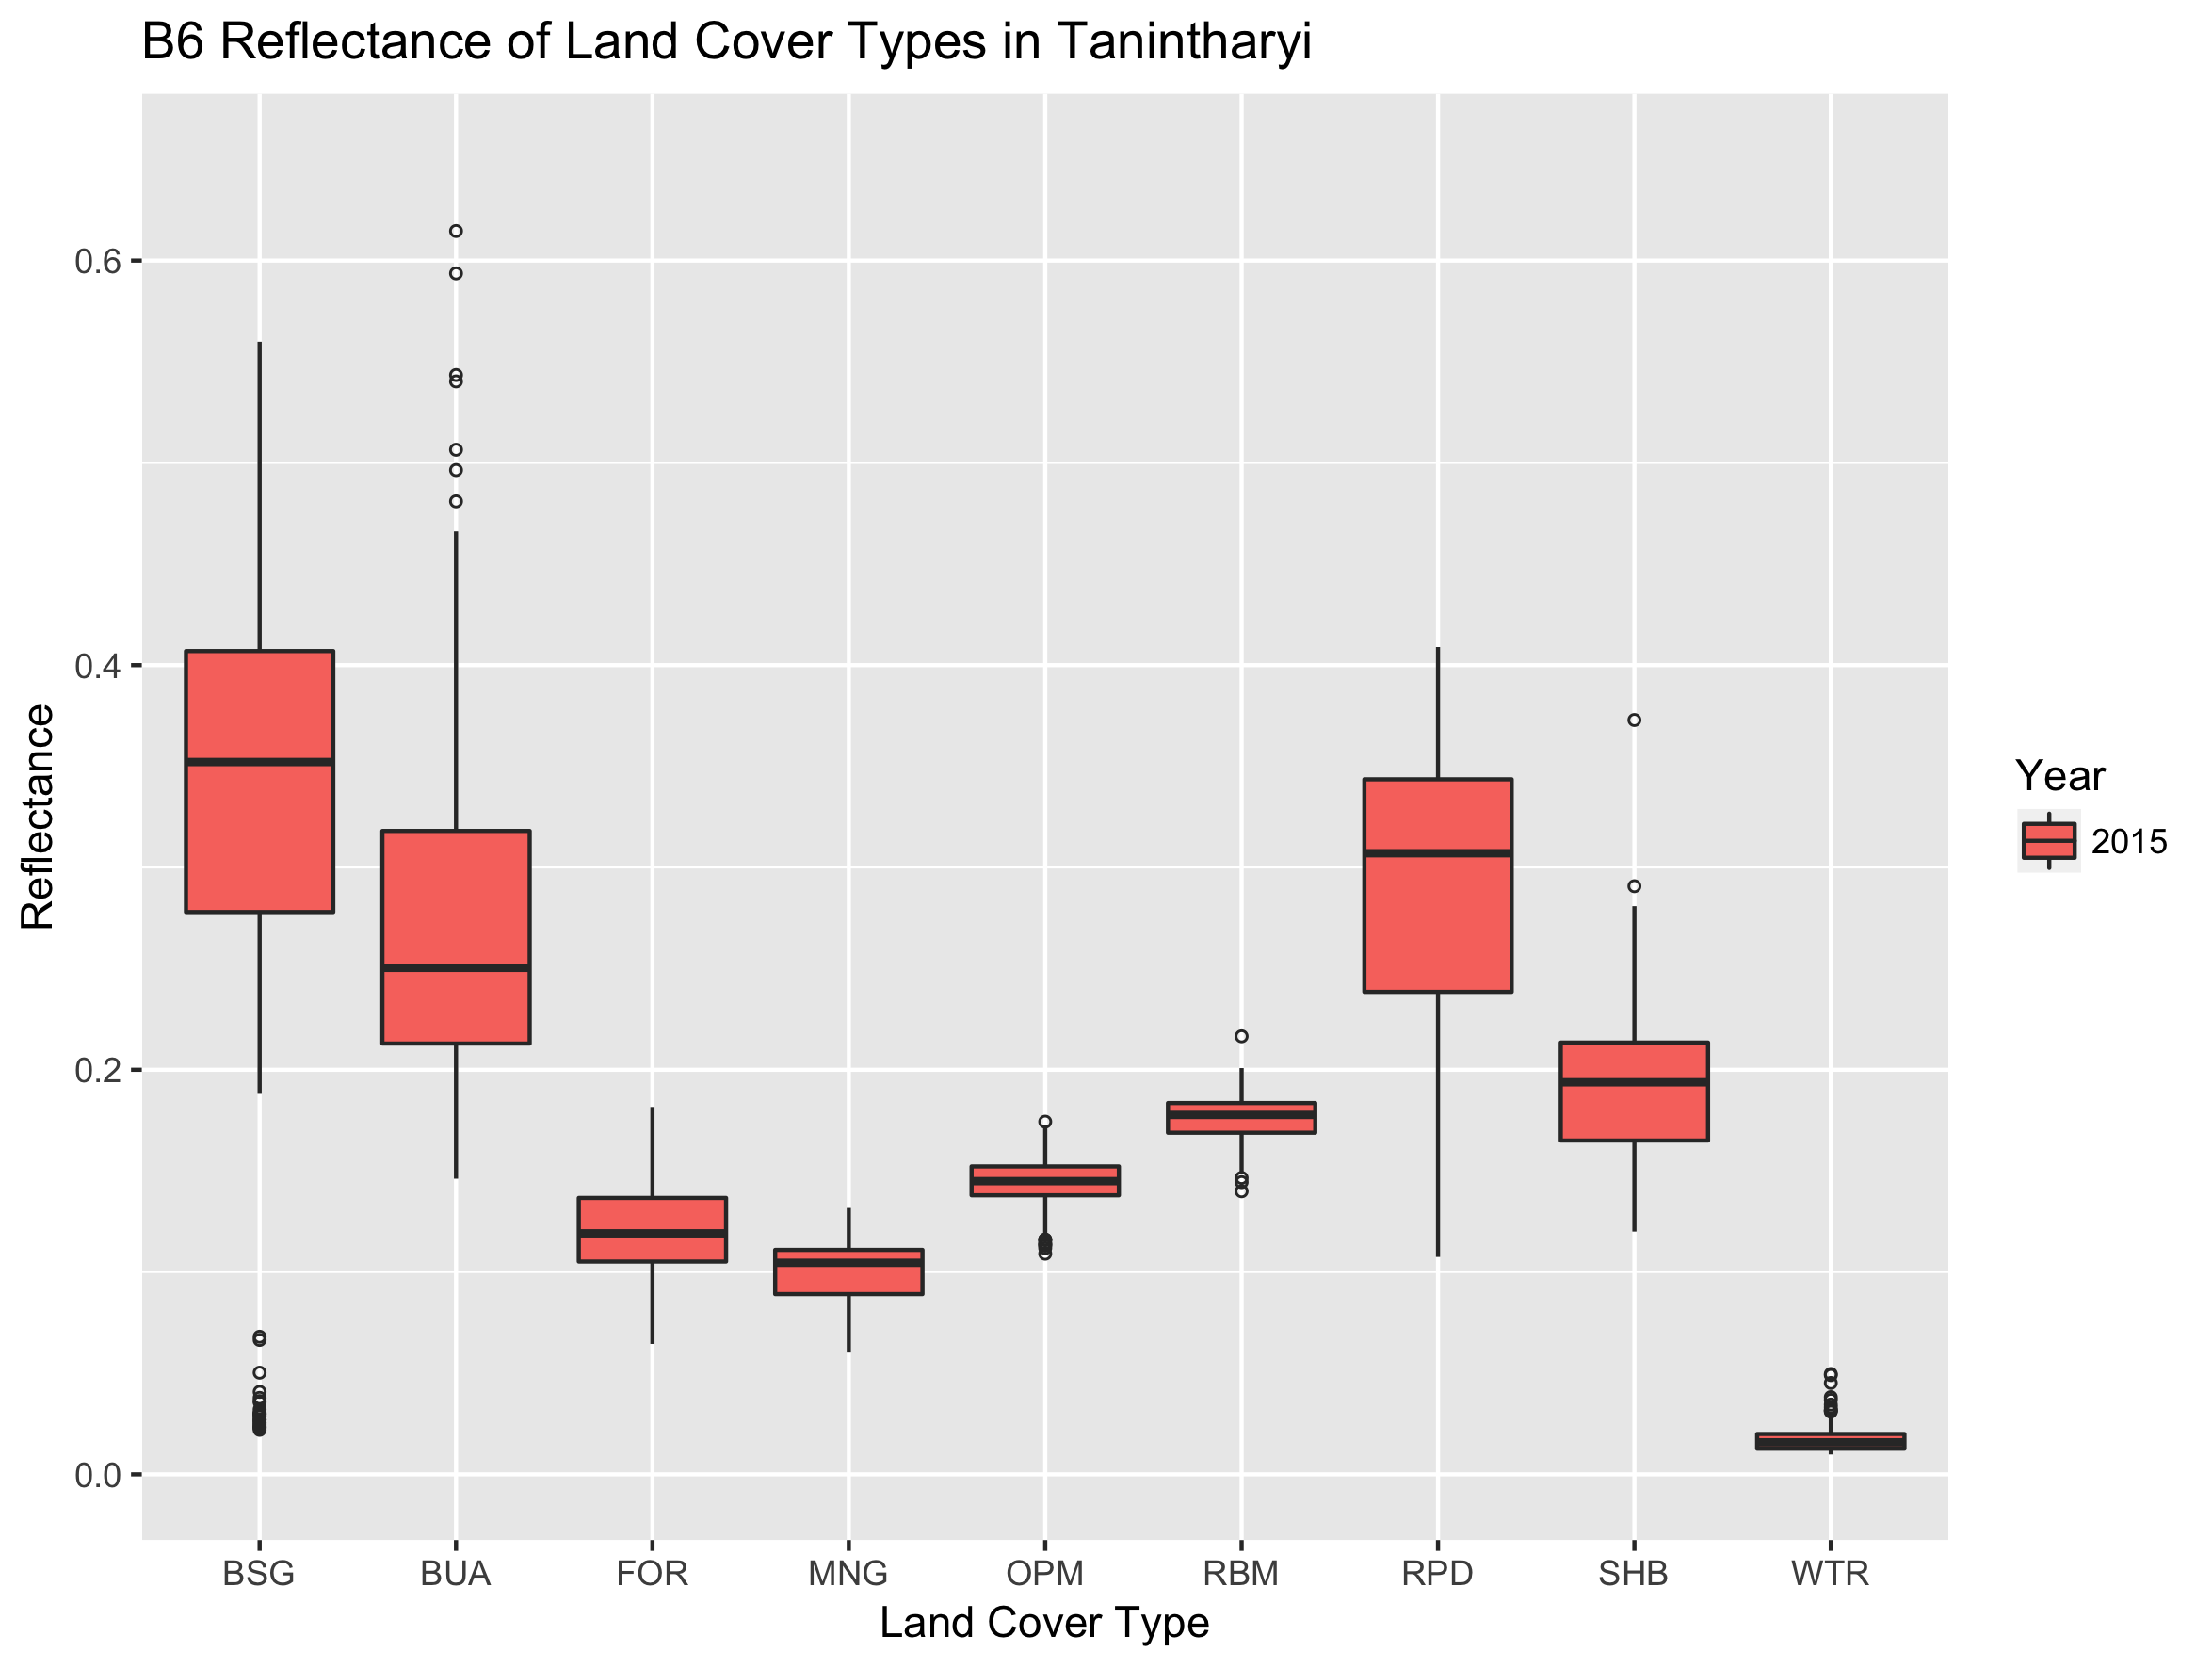 B6 Reflectance of Land Cover Types in Tanintharyi
Reflectance
0.6
0.4
0.2
0.0
BSG BUA FOR MNG OPM RBM RPD SHB WTR
Land Cover Type
Year
2015